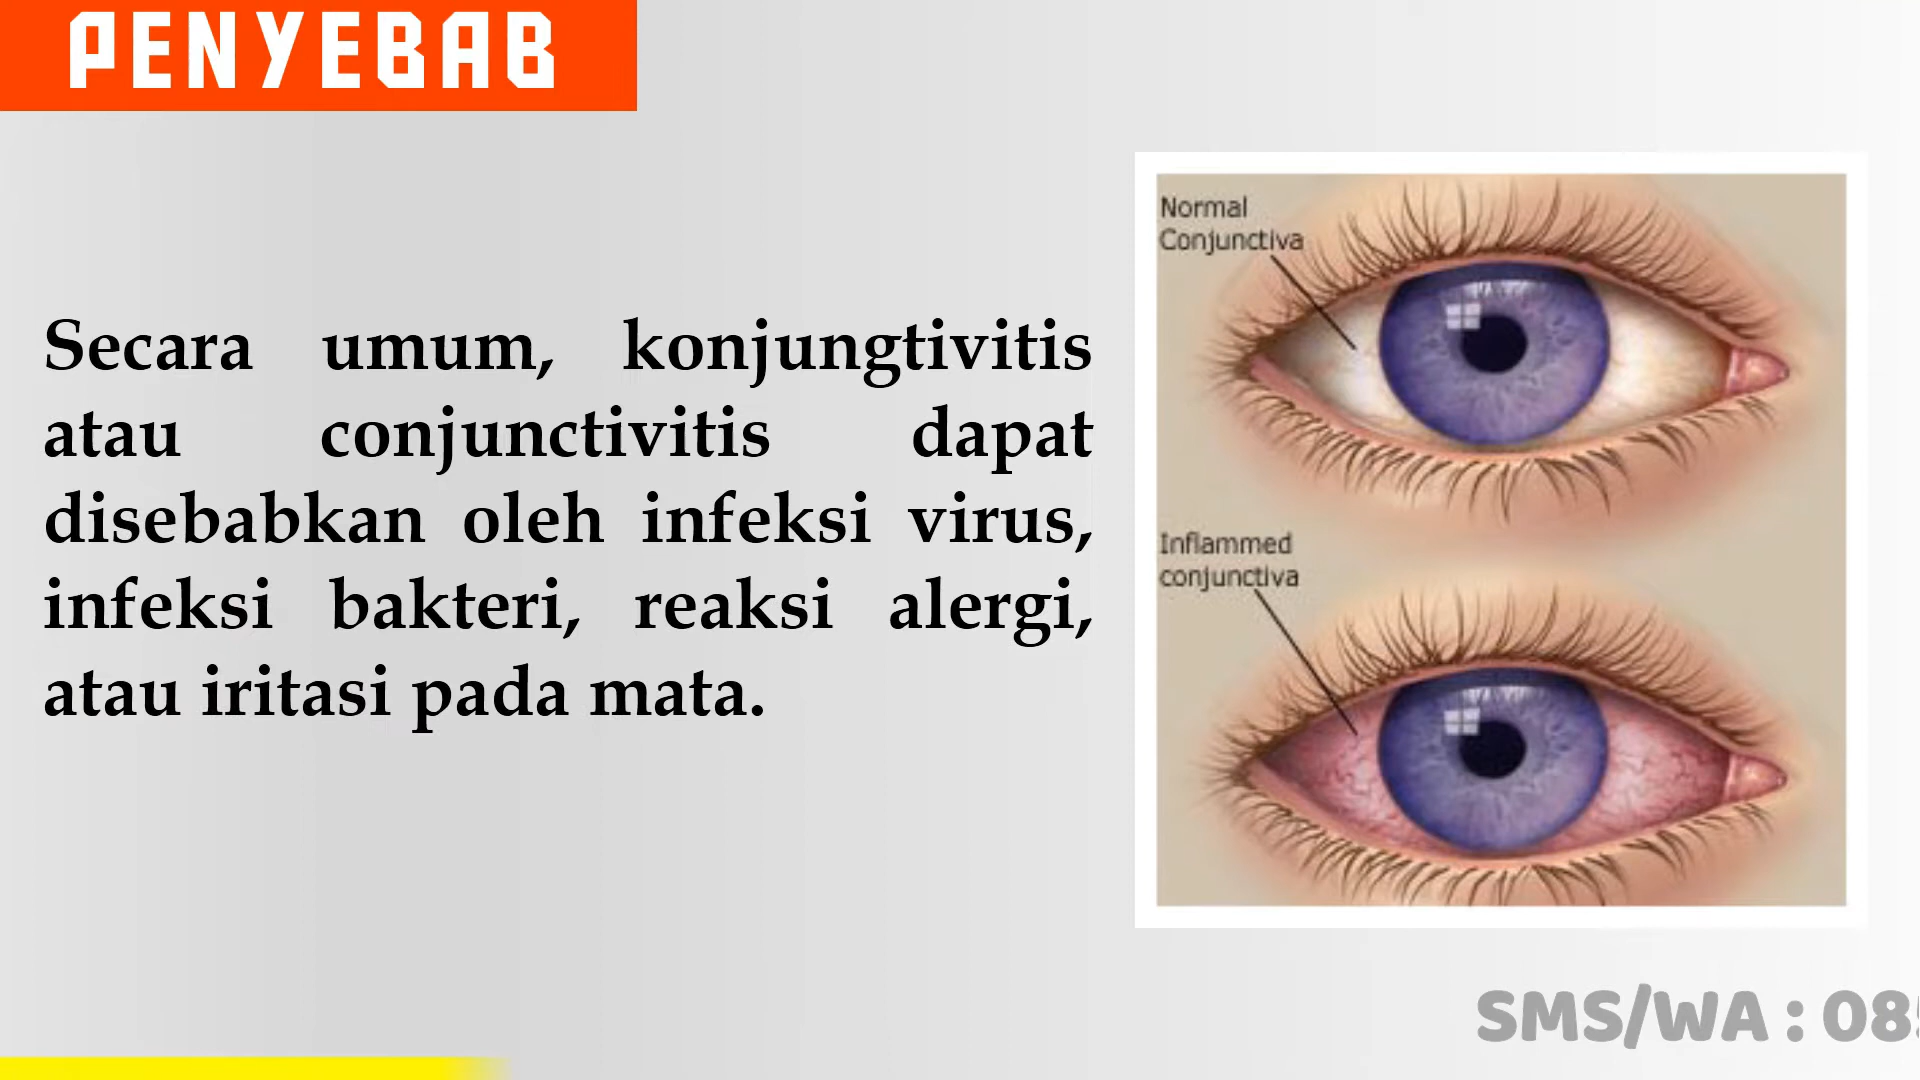 PENYEBAB
Secara umum, konjungtivitis
atau conjunctivitis dapat
disebabkan oleh infeksi virus,
infeksi bakteri, reaksi alergi,
atau iritasi pada mata.
Normal
Conjunctiva
Inflammed
conjunctiva
SMS/WA : 085